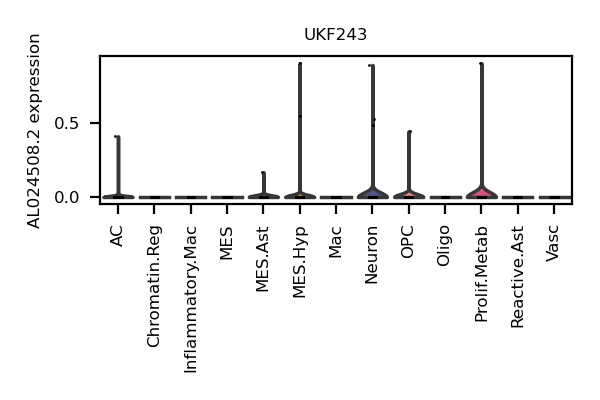 UKF243
AL024508.2 expression
0.5
0.0
AC
Chromatin.Reg
Inflammatory.Mac
MES
MES.Ast
MES.Hyp
Mac
Neuron
OPC
Oligo
Prolif.Metab
Reactive.Ast
Vasc